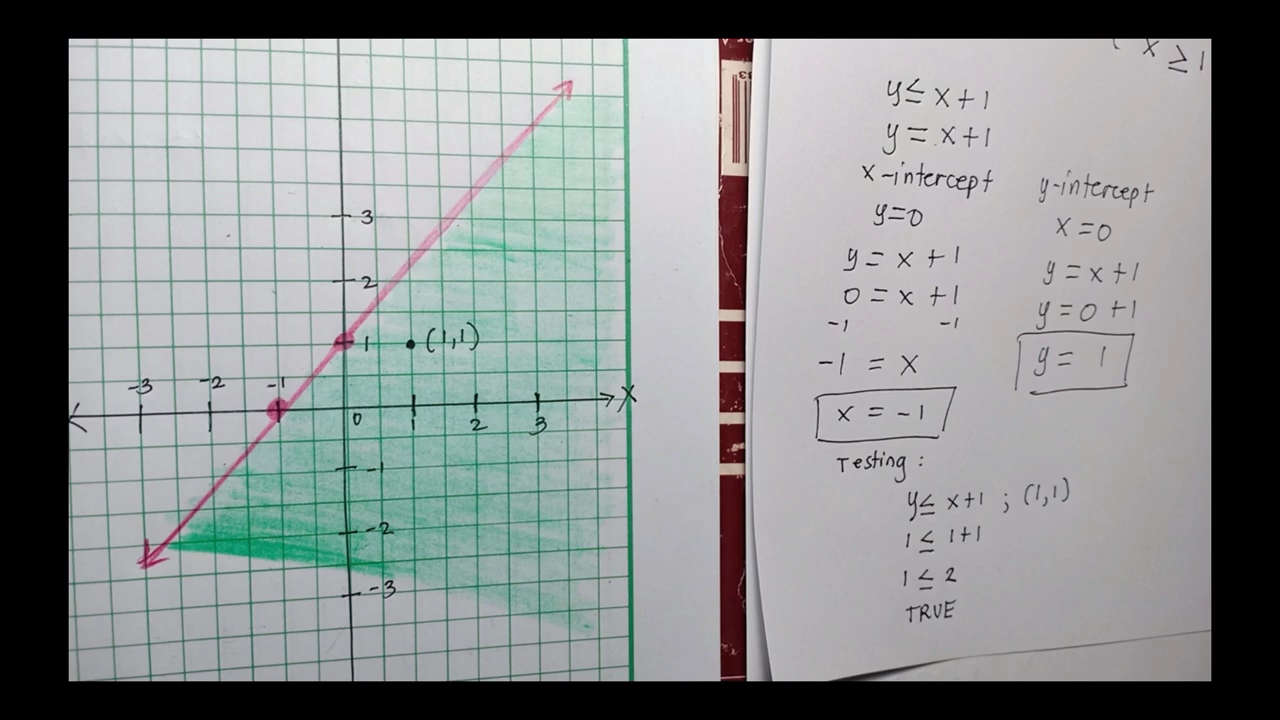 3
2
1
(1,1)
-3 -2 -1
X
0 1 2 3
-1
-2
-3
x ≥ 1
y ≤ x + 1
y = x + 1
x-intercept
y=0
y = x + 1
0 = x + 1
-1 -1
-1 = x
x = -1
y-intercept
x = 0
y = x + 1
y = 0 + 1
y = 1
Testing :
y ≤ x+1 ; (1,1)
1 ≤ 1+1
1 ≤ 2
TRUE